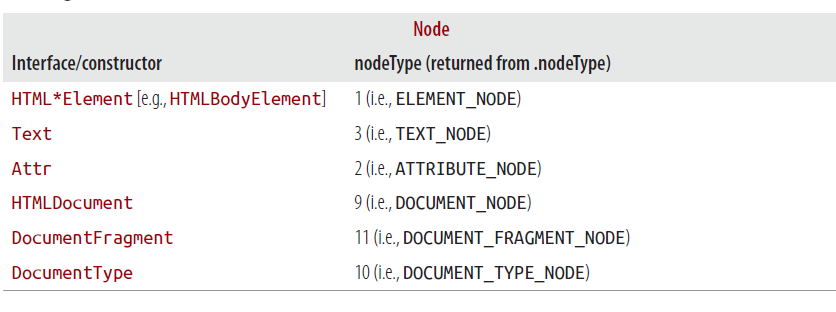 Node
Interface/constructor nodeType (returned from .nodeType)
HTML*Element [e.g., HTMLBodyElement] 1 (i.e., ELEMENT_NODE)
Text 3 (i.e., TEXT_NODE)
Attr 2 (i.e., ATTRIBUTE_NODE)
HTMLDocument 9 (i.e., DOCUMENT_NODE)
DocumentFragment 11 (i.e., DOCUMENT_FRAGMENT_NODE)
DocumentType 10 (i.e., DOCUMENT_TYPE_NODE)